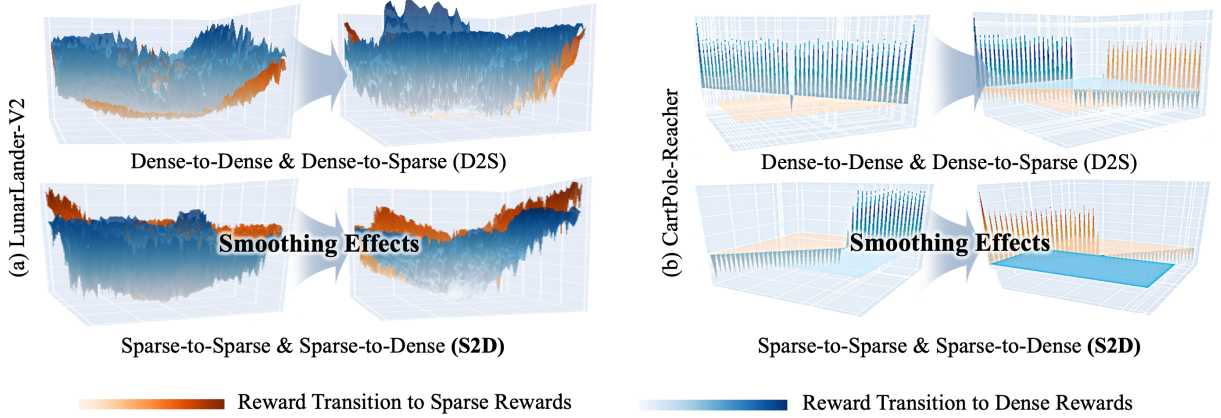 (a) LunarLander-V2
Dense-to-Dense & Dense-to-Sparse (D2S)
Smoothing Effects
Sparse-to-Sparse & Sparse-to-Dense (S2D)
(b) CartPole-Reacher
Dense-to-Dense & Dense-to-Sparse (D2S)
Smoothing Effects
Sparse-to-Sparse & Sparse-to-Dense (S2D)
Reward Transition to Sparse Rewards
Reward Transition to Dense Rewards